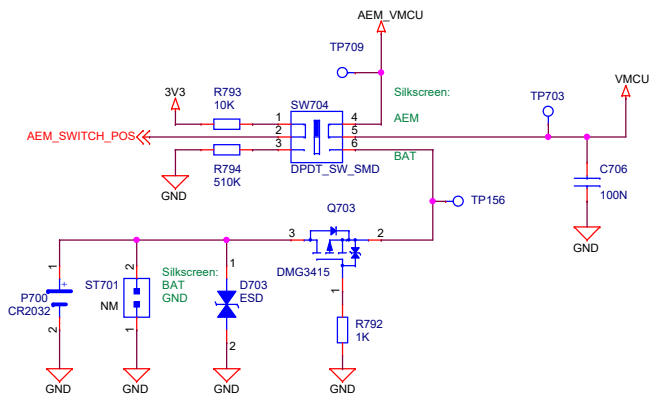 AEM_VMCU
TP709
3V3
R793
10K
SW704
Silkscreen:
TP703
VMCU
1
4
AEM
AEM_SWITCH_POS
2
5
3
6
BAT
R794
510K
DPDT_SW_SMD
GND
C706
100N
TP156
GND
Q703
3
2
DMG3415
1
+
P700
CR2032
2
2
ST701
NM
1
Silkscreen:
BAT
GND
1
D703
ESD
2
1
R792
1K
GND
GND
GND
GND